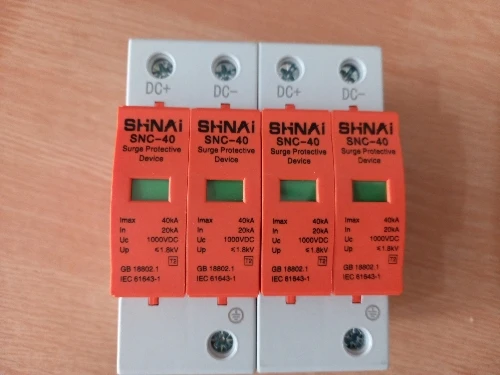 DC+ DC- DC+ DC-
SHNAi
SNC-40
Surge Protective
Device
Imax 40kA
In 20kA
Uc 1000VDC
Up ≤1.8kV
T2
GB 18802.1
IEC 61643-1
SHNAi
SNC-40
Surge Protective
Device
Imax 40kA
In 20kA
Uc 1000VDC
Up ≤1.8kV
T2
GB 18802.1
IEC 61643-1
SHNAi
SNC-40
Surge Protective
Device
Imax 40kA
In 20kA
Uc 1000VDC
Up ≤1.8kV
T2
GB 18802.1
IEC 61643-1
SHNAi
SNC-40
Surge Protective
Device
Imax 40kA
In 20kA
Uc 1000VDC
Up ≤1.8kV
T2
GB 18802.1
IEC 61643-1